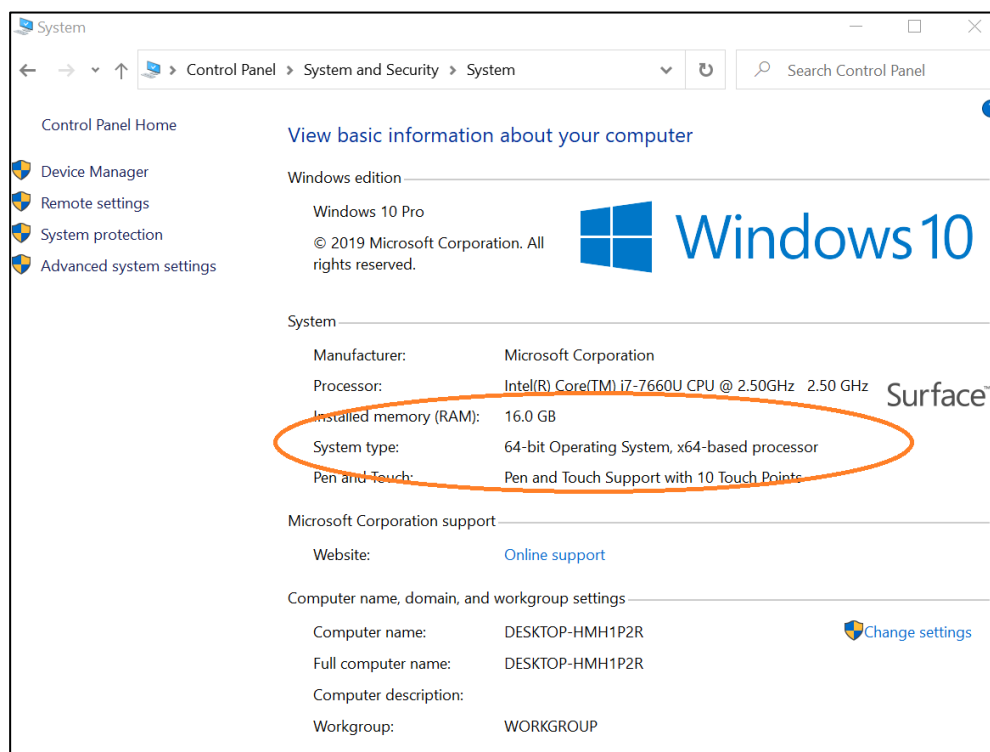 System
Control Panel > System and Security > System
Search Control Panel
Control Panel Home
Device Manager
Remote settings
System protection
Advanced system settings
View basic information about your computer
Windows edition
Windows 10 Pro
© 2019 Microsoft Corporation. All
rights reserved.
Windows 10
System
Manufacturer: Microsoft Corporation
Processor: Intel(R) Core(TM) i7-7660U CPU @ 2.50GHz 2.50 GHz
Installed memory (RAM): 16.0 GB
System type: 64-bit Operating System, x64-based processor
Pen and Touch: Pen and Touch Support with 10 Touch Points
Surface™
Microsoft Corporation support
Website: Online support
Computer name, domain, and workgroup settings
Computer name: DESKTOP-HMH1P2R
Change settings
Full computer name: DESKTOP-HMH1P2R
Computer description:
Workgroup: WORKGROUP